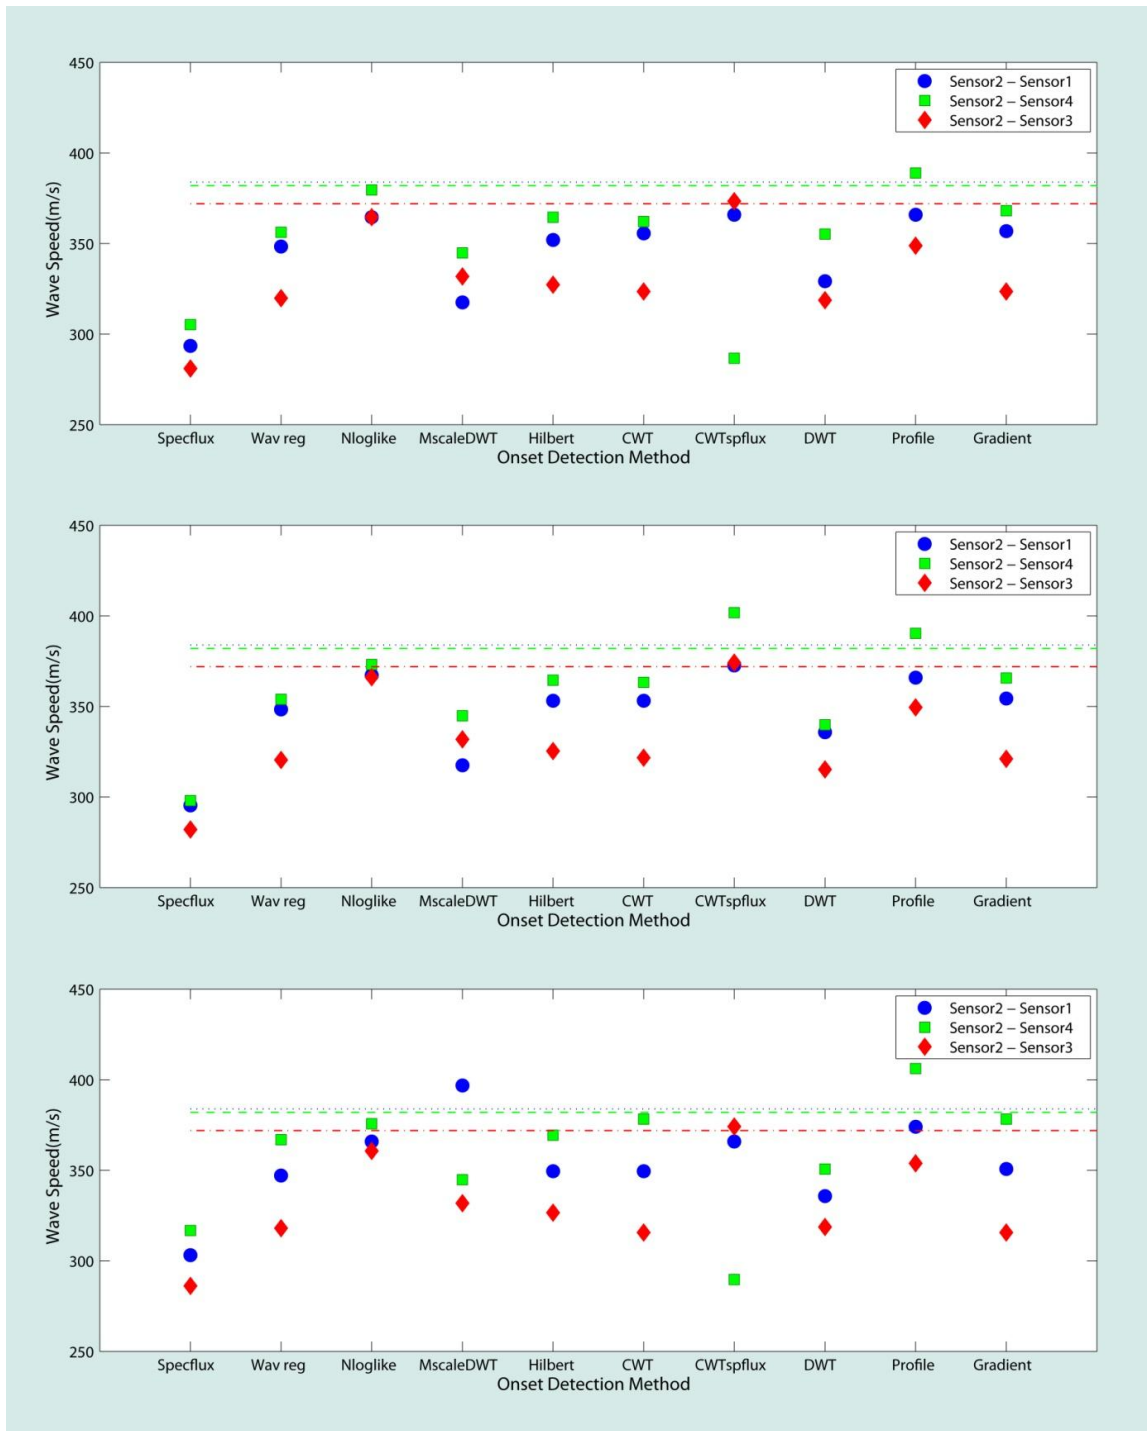 450
400
350
300
250
Wave Speed(m/s)
Sensor2 – Sensor1
Sensor2 – Sensor4
Sensor2 – Sensor3
Specflux Wav reg Nloglike MscaleDWT Hilbert CWT CWTspflux DWT Profile Gradient
Onset Detection Method
450
400
350
300
250
Wave Speed(m/s)
Sensor2 – Sensor1
Sensor2 – Sensor4
Sensor2 – Sensor3
Specflux Wav reg Nloglike MscaleDWT Hilbert CWT CWTspflux DWT Profile Gradient
Onset Detection Method
450
400
350
300
250
Wave Speed(m/s)
Sensor2 – Sensor1
Sensor2 – Sensor4
Sensor2 – Sensor3
Specflux Wav reg Nloglike MscaleDWT Hilbert CWT CWTspflux DWT Profile Gradient
Onset Detection Method